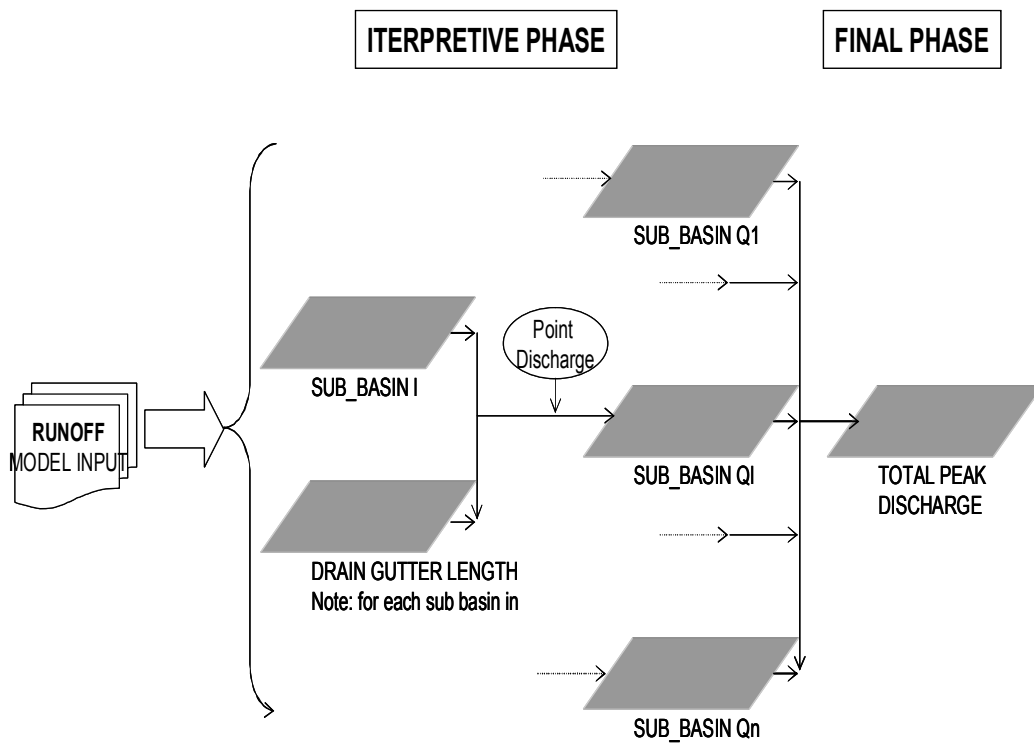 ITERPRETIVE PHASE
FINAL PHASE
SUB_BASIN Q1
SUB_BASIN I
Point
Discharge
RUNOFF
MODEL INPUT
SUB_BASIN QI
TOTAL PEAK
DISCHARGE
DRAIN GUTTER LENGTH
Note: for each sub basin in
SUB_BASIN Qn